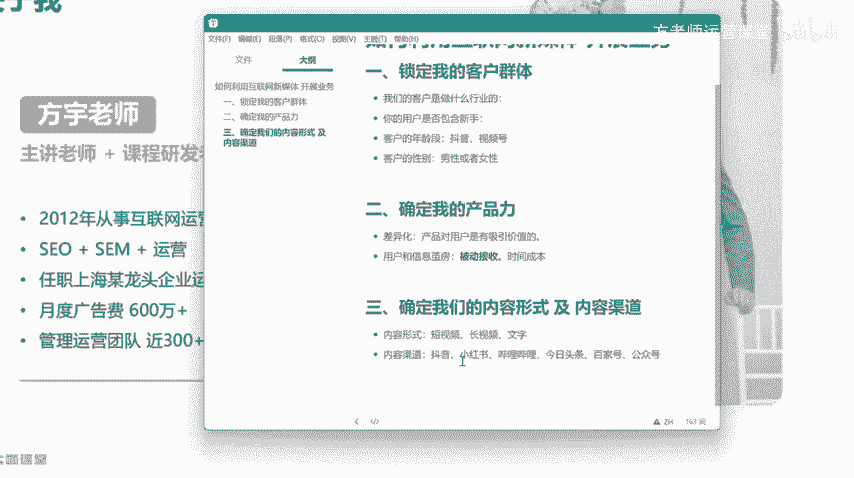 方老师运营课堂
文件(F) 编辑(E) 段落(P) 格式(O) 视图(V) 主题(T) 帮助(H)
文件 大纲
如何利用互联网新媒体 开展业务
一、锁定我的客户群体
二、确定我的产品力
三、确定我们的内容形式 及
内容渠道
如何利用互联网新媒体 开展业务
一、锁定我的客户群体
我们的客户是做什么行业的:
你的用户是否包含新手:
客户的年龄段:抖音、视频号
客户的性别:男性或者女性
二、确定我的产品力
差异化:产品对用户是有吸引价值的。
用户和信息茧房:被动接收。时间成本
三、确定我们的内容形式 及 内容渠道
内容形式:短视频、长视频、文字
内容渠道:抖音、小红书、哔哩哔哩、今日头条、百家号、公众号
ZH 163 词
方宇老师
主讲老师 + 课程研发
2012年从事互联网运营
SEO + SEM + 运营
任职上海某龙头企业运
月度广告费 600万+
管理运营团队 近300+